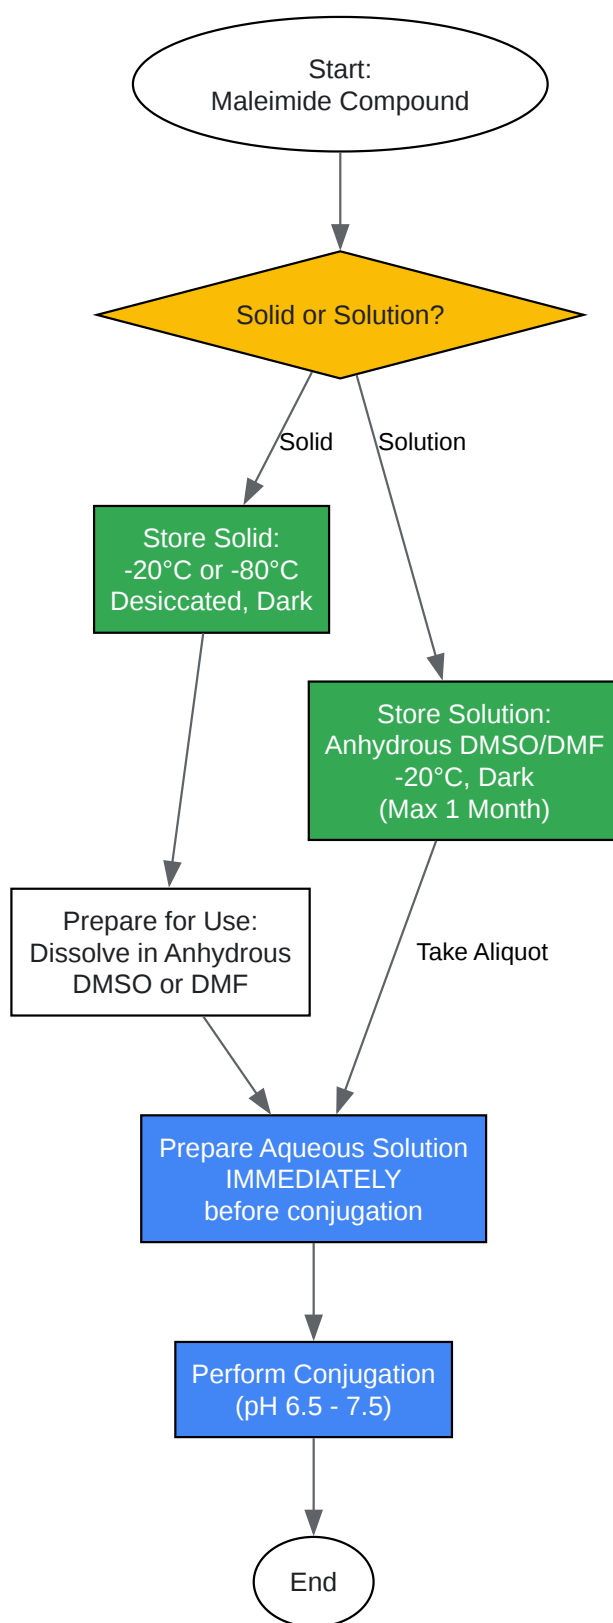 Start:
Maleimide Compound
Solid or Solution?
Solid
Solution
Store Solid:
-20°C or -80°C
Desiccated, Dark
Store Solution:
Anhydrous DMSO/DMF
-20°C, Dark
(Max 1 Month)
Prepare for Use:
Dissolve in Anhydrous
DMSO or DMF
Take Aliquot
Prepare Aqueous Solution
IMMEDIATELY
before conjugation
Perform Conjugation
(pH 6.5 - 7.5)
End